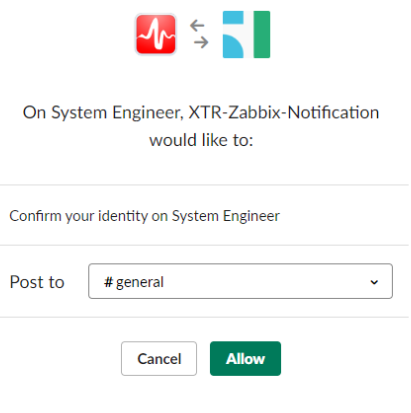 On System Engineer, XTR-Zabbix-Notification
would like to:
Confirm your identity on System Engineer
Post to # general
Cancel Allow